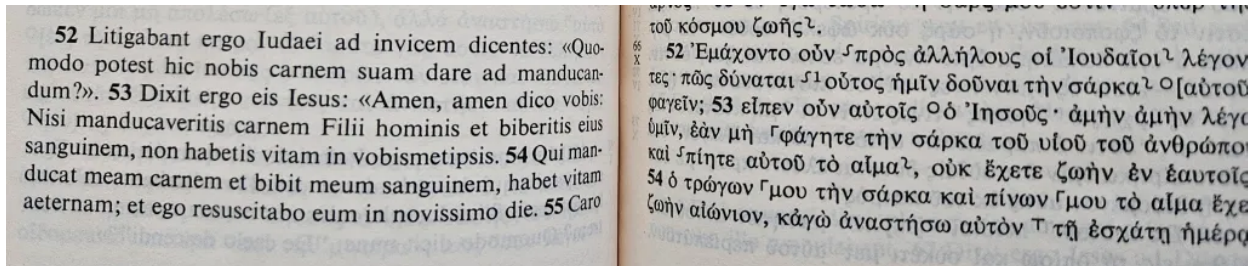 52 Litigabant ergo Iudaei ad invicem dicentes: «Quo-
modo potest hic nobis carnem suam dare ad manducan-
dum?». 53 Dixit ergo eis Iesus: «Amen, amen dico vobis:
Nisi manducaveritis carnem Filii hominis et biberitis eius
sanguinem, non habetis vitam in vobismetipsis. 54 Qui man-
ducat meam carnem et bibit meum sanguinem, habet vitam
aeternam; et ego resuscitabo eum in novissimo die. 55 Caro
τοῦ κόσμου ζωῆς⸃.
66
X
52 Ἐμάχοντο οὖν ⸂πρὸς ἀλλήλους οἱ Ἰουδαῖοι⸃ λέγον
τες· πῶς δύναται ⸂¹οὗτος ἡμῖν δοῦναι τὴν σάρκα⸃ ⸋[αὐτοῦ
φαγεῖν; 53 εἶπεν οὖν αὐτοῖς ⸰ὁ Ἰησοῦς· ἀμὴν ἀμὴν λέγω
ὑμῖν, ἐὰν μὴ ⸀φάγητε τὴν σάρκα τοῦ υἱοῦ τοῦ ἀνθρώπου
καὶ ⸂πίητε αὐτοῦ τὸ αἷμα⸃, οὐκ ἔχετε ζωὴν ἐν ἑαυτοῖς
54 ὁ τρώγων ⸀μου τὴν σάρκα καὶ πίνων ⸀μου τὸ αἷμα ἔχε
ζωὴν αἰώνιον, κἀγὼ ἀναστήσω αὐτὸν ⸆ τῇ ἐσχάτῃ ἡμέρᾳ